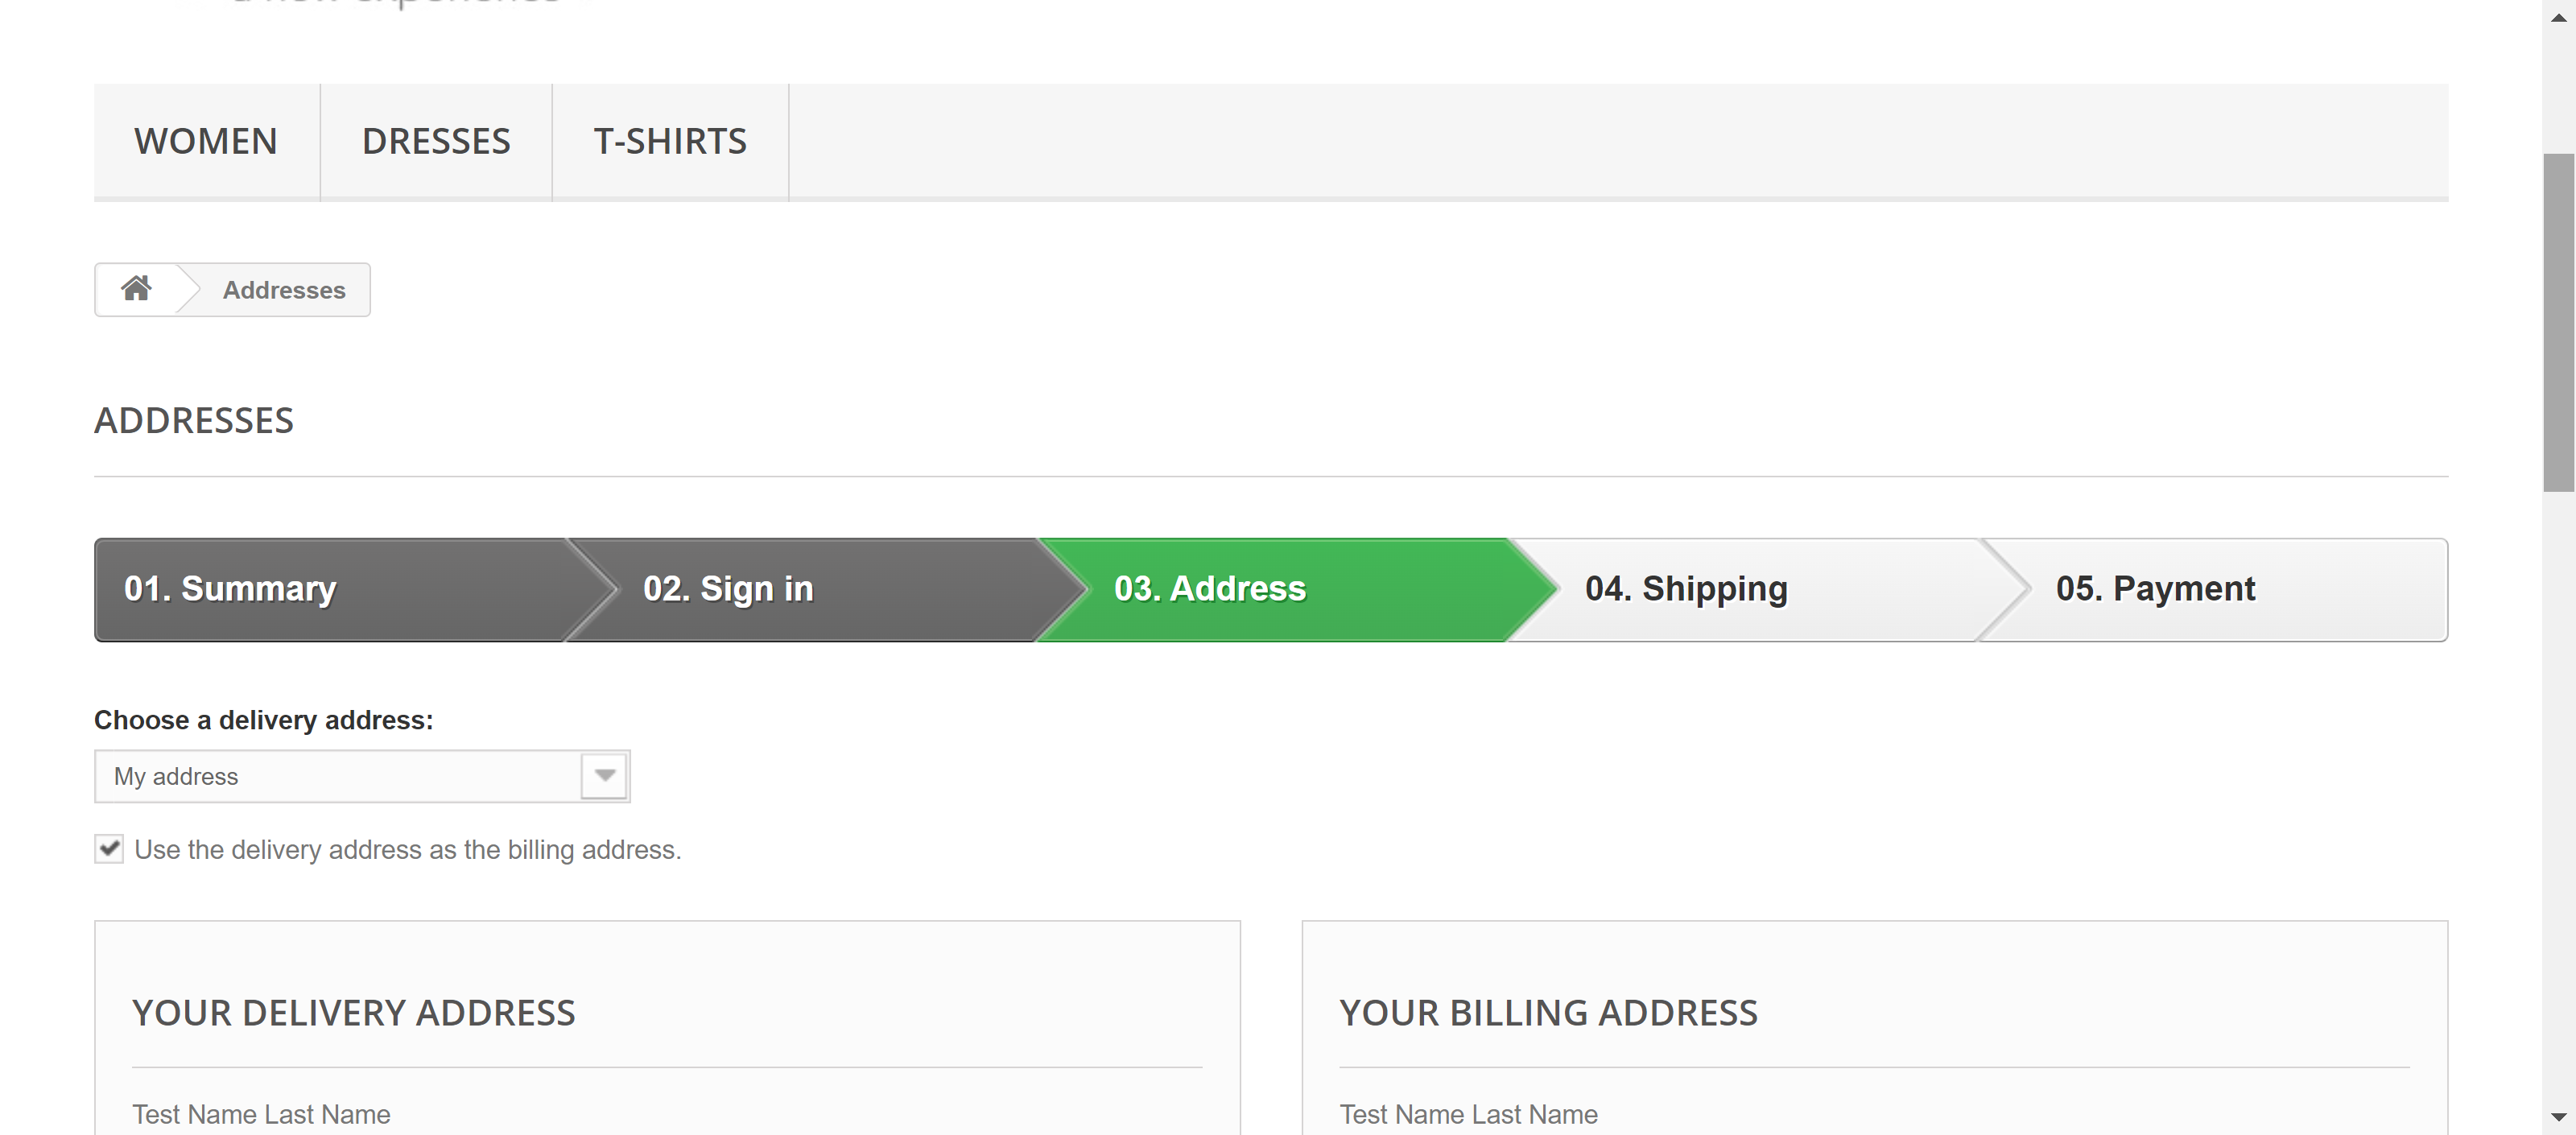 WOMEN DRESSES T-SHIRTS
Addresses
ADDRESSES
01. Summary 02. Sign in 03. Address 04. Shipping 05. Payment
Choose a delivery address:
My address
Use the delivery address as the billing address.
YOUR DELIVERY ADDRESS YOUR BILLING ADDRESS
Test Name Last Name Test Name Last Name